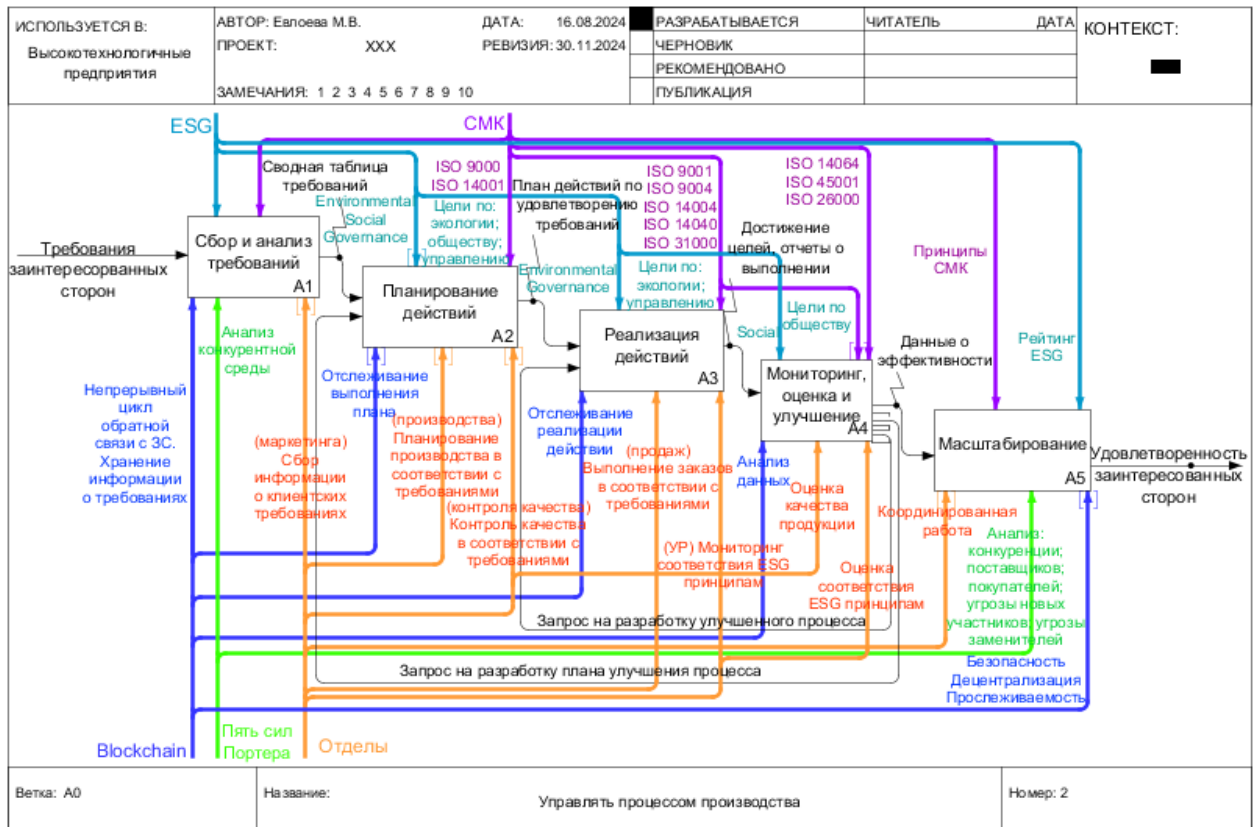 ИСПОЛЬЗУЕТСЯ В:
Высокотехнологичные
предприятия
АВТОР: Евлоева М.В.
ДАТА: 16.08.2024
ПРОЕКТ: XXX
РЕВИЗИЯ: 30.11.2024
ЗАМЕЧАНИЯ: 1 2 3 4 5 6 7 8 9 10
РАЗРАБАТЫВАЕТСЯ
ЧЕРНОВИК
РЕКОМЕНДОВАНО
ПУБЛИКАЦИЯ
ЧИТАТЕЛЬ
ДАТА
КОНТЕКСТ:
ESG
СМК
Сводная таблица
требований
Environmental
Social
Governance
ISO 9000
ISO 14001
Цели по:
экологии;
обществу;
управлению
План действий по
удовлетворению
требований
ISO 9001
ISO 9004
ISO 14004
ISO 14040
ISO 31000
ISO 14064
ISO 45001
ISO 26000
Достижение
целей, отчеты о
выполнении
Требования
заинтересорванных
сторон
Сбор и анализ
требований
A1
Планирование
действий
A2
Environmental
Governance
Цели по:
экологии;
управлению
Реализация
действий
A3
Social
Цели по
обществу
Принципы
СМК
Данные о
эффективности
Рейтинг
ESG
Мониторинг,
оценка и
улучшение
A4
Масштабирование
A5
Удовлетворенность
заинтересованных
сторон
Анализ
конкурентной
среды
Непрерывный
цикл
обратной
связи с ЗС.
Хранение
информации
о требованиях
(маркетинга)
Сбор
информации
о клиентских
требованиях
Отслеживание
выполнения
плана
(производства)
Планирование
производства в
соответствии с
требованиями
(контроля качества)
Контроль качества
в соответствии с
требованиями
Отслеживание
реализации
действии
(продаж)
Выполнение заказов
в соответствии с
требованиями
(УР) Мониторинг
соответствия ESG
принципам
Анализ
данных
Оценка
качества
продукции
Оценка
соответствия
ESG принципам
Координированная
работа
Анализ:
конкуренции;
поставщиков;
покупателей;
угрозы новых
участников; угрозы
заменителей
Безопасность
Децентрализация
Прослеживаемость
Запрос на разработку улучшенного процесса
Запрос на разработку плана улучшения процесса
Blockchain
Пять сил
Портера
Отделы
Ветка: A0
Название:
Управлять процессом производства
Номер: 2